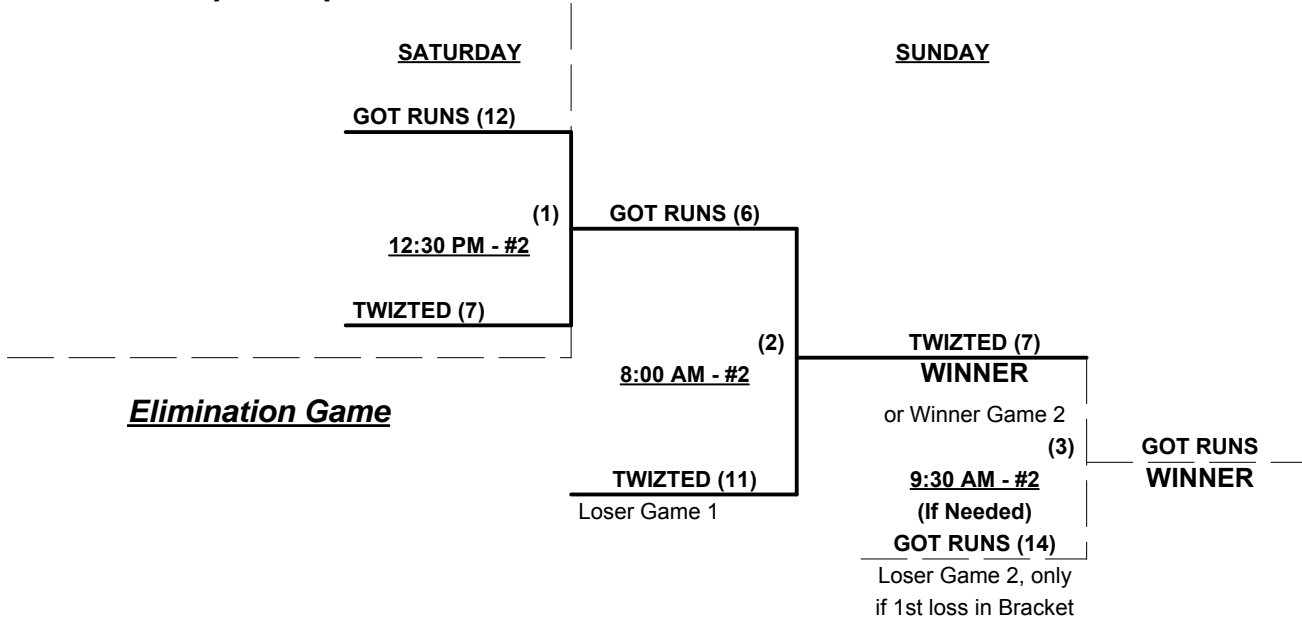 SATURDAY
SUNDAY
GOT RUNS (12)
(1)
GOT RUNS (6)
12:30 PM - #2
TWIZTED (7)
(2)
TWIZTED (7)
8:00 AM - #2
WINNER
Elimination Game
or Winner Game 2
(3)
GOT RUNS
TWIZTED (11)
9:30 AM - #2
WINNER
Loser Game 1
(If Needed)
GOT RUNS (14)
Loser Game 2, only
if 1st loss in Bracket